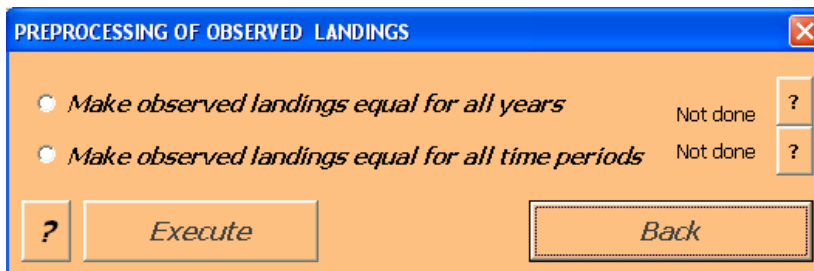 PREPROCESSING OF OBSERVED LANDINGS
Make observed landings equal for all years Not done ?
Make observed landings equal for all time periods Not done ?
? Execute Back